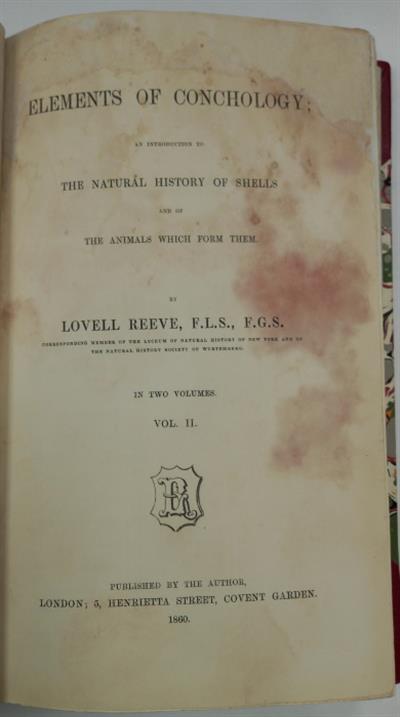 ELEMENTS OF CONCHOLOGY;
AN INTRODUCTION TO
THE NATURAL HISTORY OF SHELLS
AND OF
THE ANIMALS WHICH FORM THEM.
BY
LOVELL REEVE, F.L.S., F.G.S.
CORRESPONDING MEMBER OF THE LYCEUM OF NATURAL HISTORY OF NEW YORK AND OF
THE NATURAL HISTORY SOCIETY OF WURTEMBERG.
IN TWO VOLUMES.
VOL. II.
PUBLISHED BY THE AUTHOR,
LONDON; 5, HENRIETTA STREET, COVENT GARDEN.
1860.